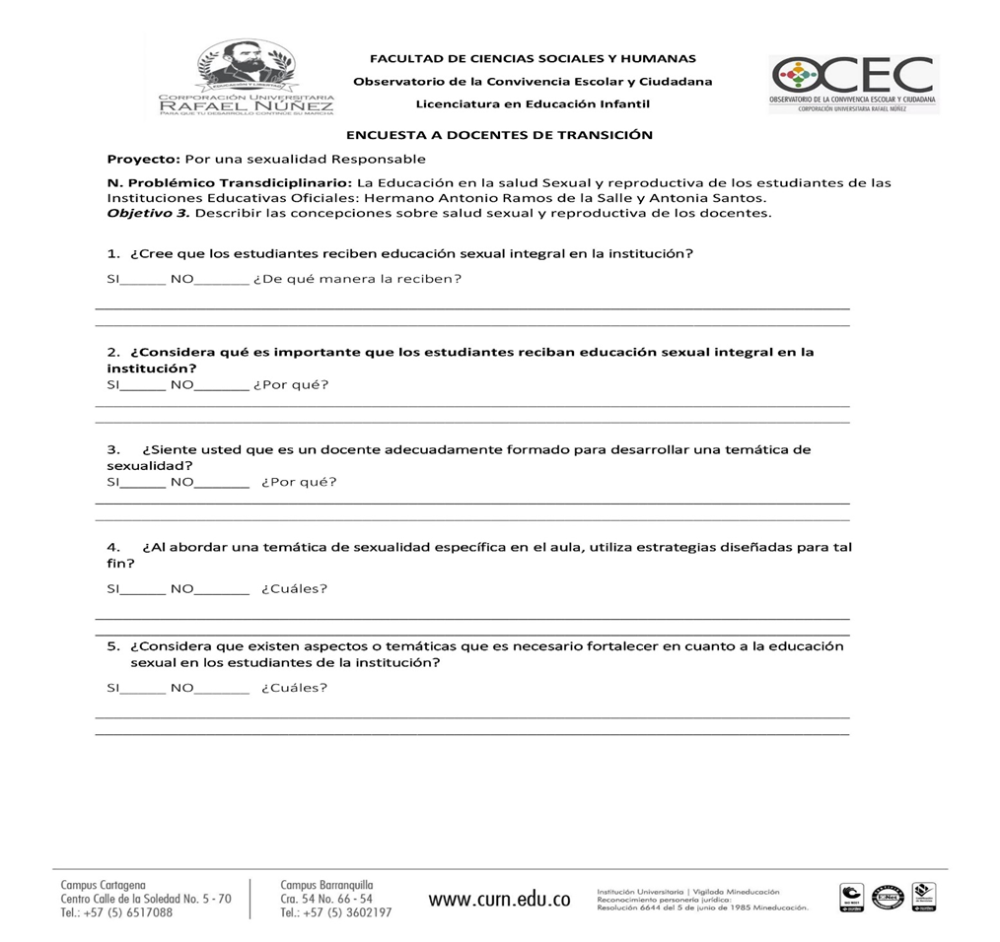 EDUCACIÓN Y LIBERTAD
CORPORACIÓN UNIVERSITARIA
RAFAEL NÚÑEZ
PARA QUE TU DESARROLLO CONTINÚE SU MARCHA
FACULTAD DE CIENCIAS SOCIALES Y HUMANAS
Observatorio de la Convivencia Escolar y Ciudadana
Licenciatura en Educación Infantil
OCEC
OBSERVATORIO DE LA CONVIVENCIA ESCOLAR Y CIUDADANA
CORPORACIÓN UNIVERSITARIA RAFAEL NÚÑEZ
ENCUESTA A DOCENTES DE TRANSICIÓN
Proyecto: Por una sexualidad Responsable
N. Problémico Transdiciplinario: La Educación en la salud Sexual y reproductiva de los estudiantes de las
Instituciones Educativas Oficiales: Hermano Antonio Ramos de la Salle y Antonia Santos.
Objetivo 3. Describir las concepciones sobre salud sexual y reproductiva de los docentes.
1. ¿Cree que los estudiantes reciben educación sexual integral en la institución?
SI_____ NO______ ¿De qué manera la reciben?
2. ¿Considera qué es importante que los estudiantes reciban educación sexual integral en la
institución?
SI_____ NO______ ¿Por qué?
3. ¿Siente usted que es un docente adecuadamente formado para desarrollar una temática de
sexualidad?
SI_____ NO______ ¿Por qué?
4. ¿Al abordar una temática de sexualidad específica en el aula, utiliza estrategias diseñadas para tal
fin?
SI_____ NO______ ¿Cuáles?
5. ¿Considera que existen aspectos o temáticas que es necesario fortalecer en cuanto a la educación
sexual en los estudiantes de la institución?
SI_____ NO______ ¿Cuáles?
Campus Cartagena
Centro Calle de la Soledad No. 5 - 70
Tel.: +57 (5) 6517088
Campus Barranquilla
Cra. 54 No. 66 - 54
Tel.: +57 (5) 3602197
www.curn.edu.co
Institución Universitaria | Vigilada Mineducación
Reconocimiento personería jurídica:
Resolución 6644 del 5 de junio de 1985 Mineducación.